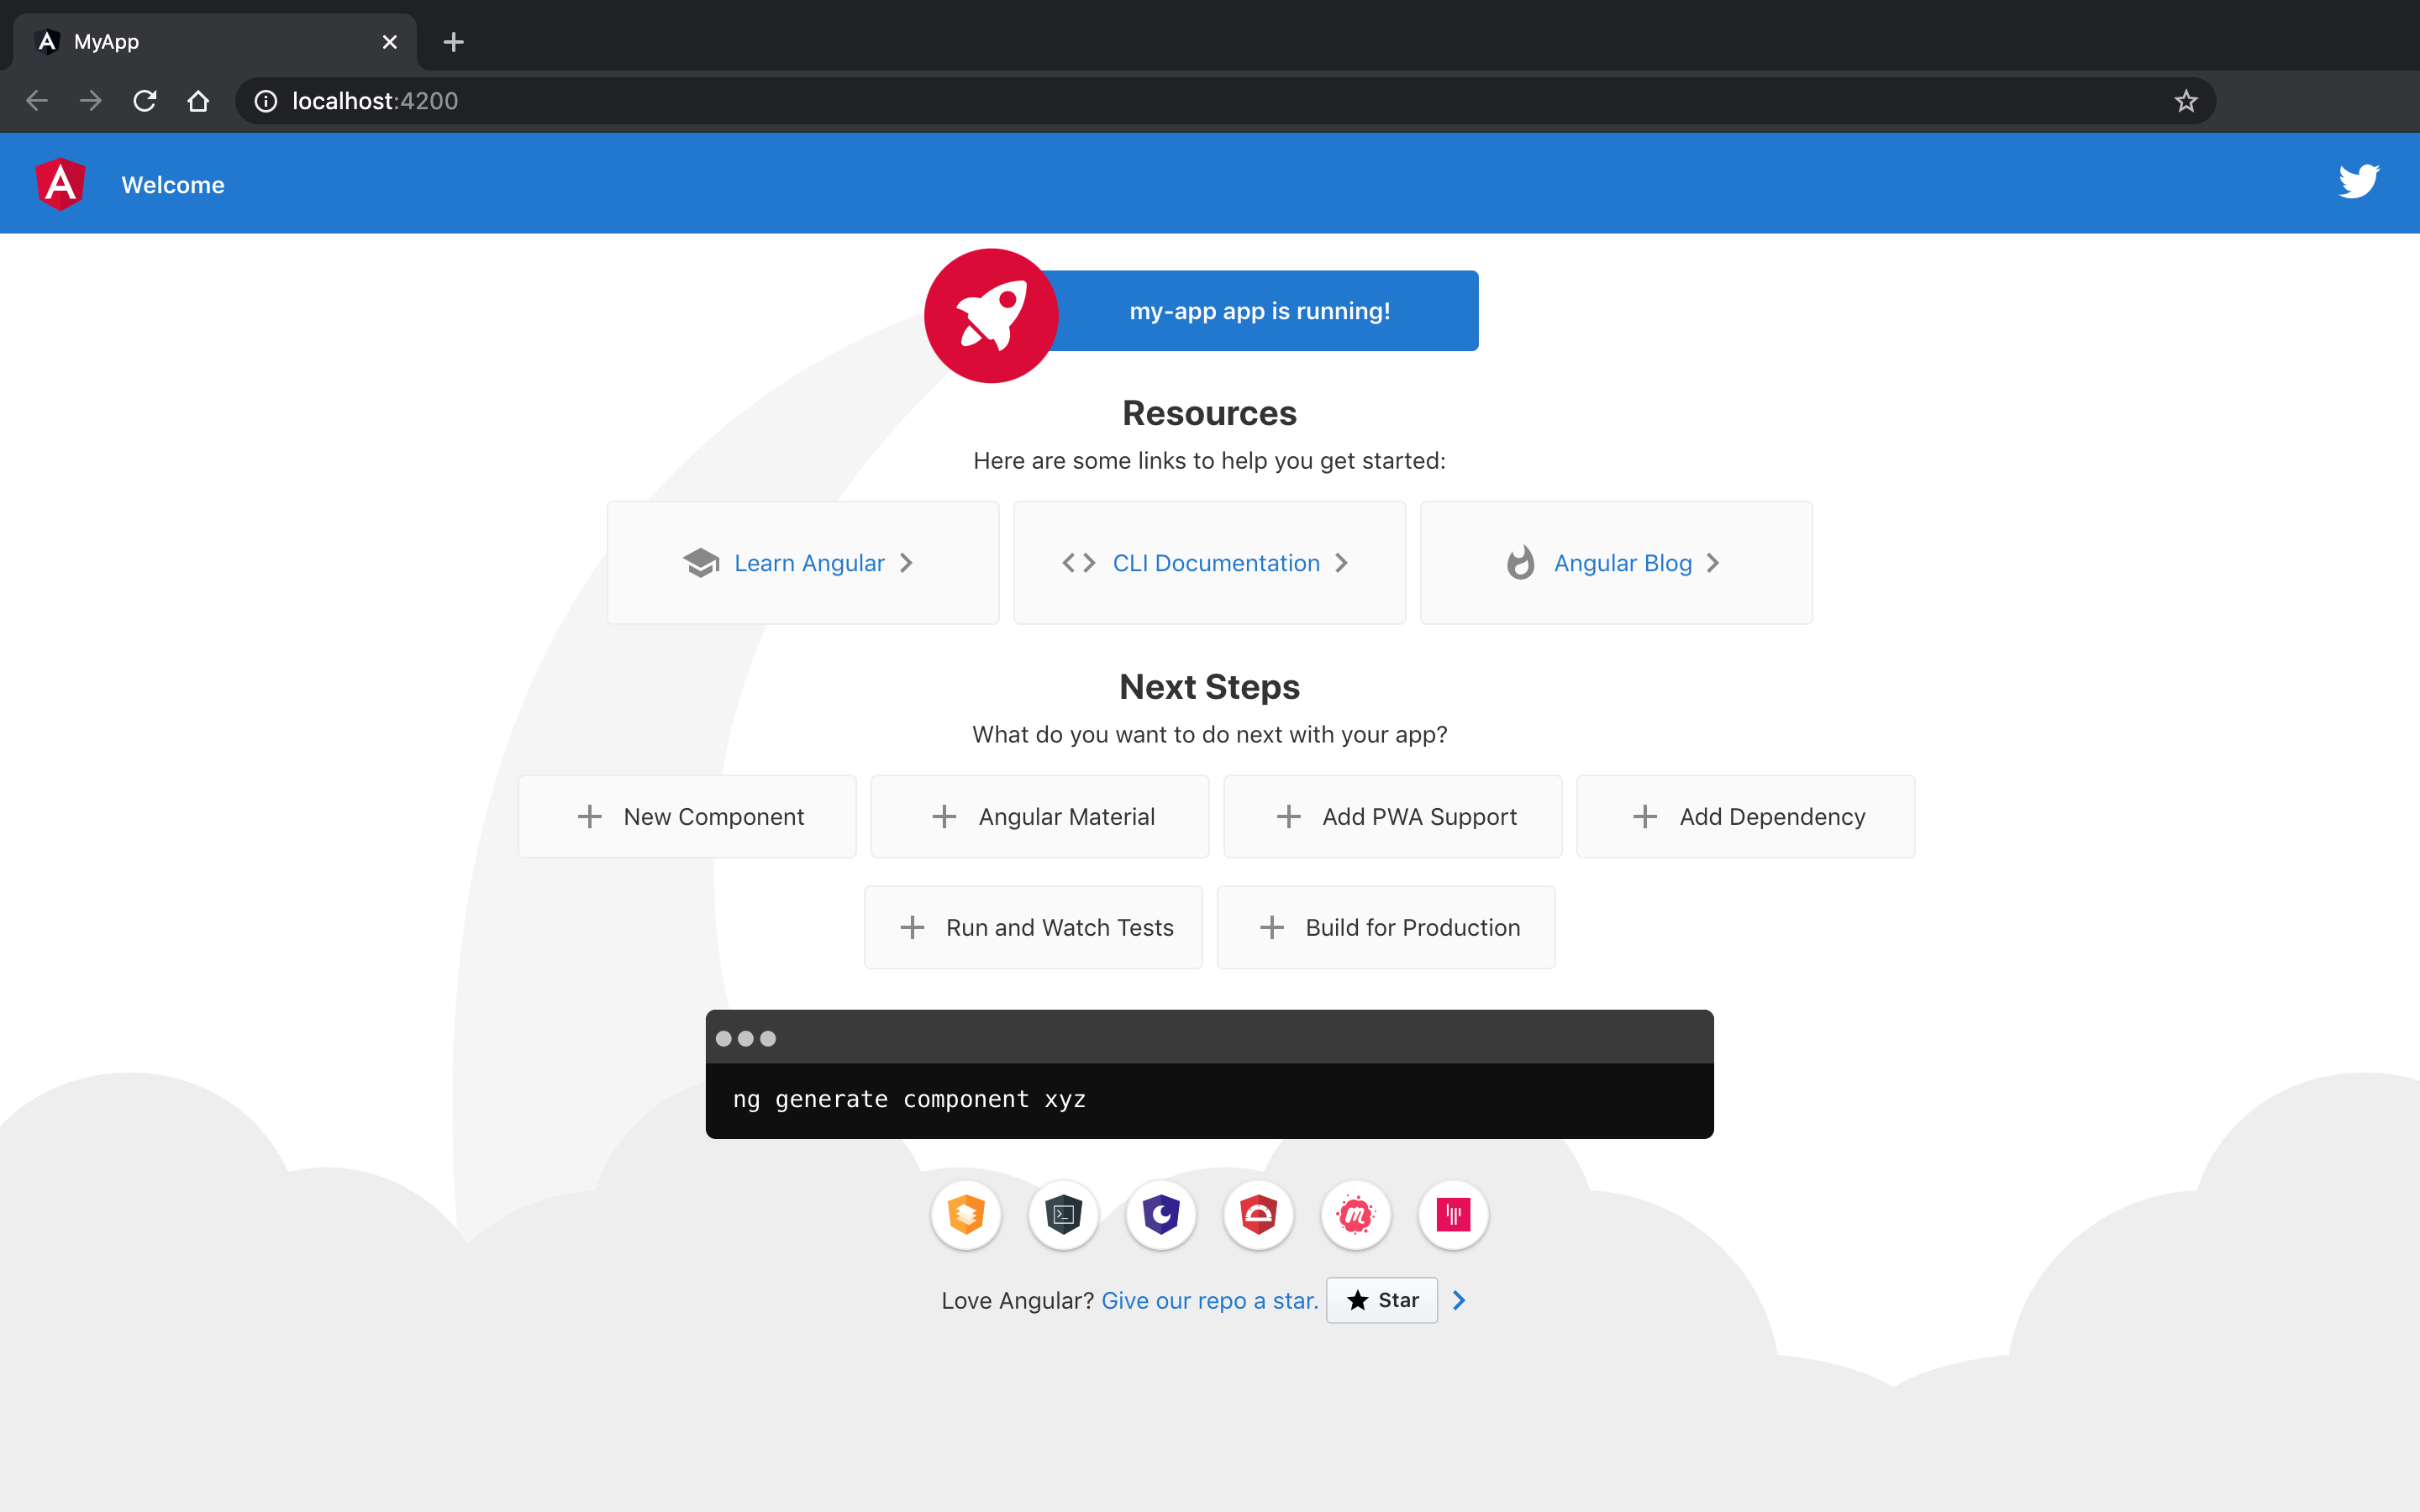 MyApp
localhost:4200
Welcome
my-app app is running!
Resources
Here are some links to help you get started:
Learn Angular
CLI Documentation
Angular Blog
Next Steps
What do you want to do next with your app?
New Component
Angular Material
Add PWA Support
Add Dependency
Run and Watch Tests
Build for Production
ng generate component xyz
Love Angular? Give our repo a star. Star